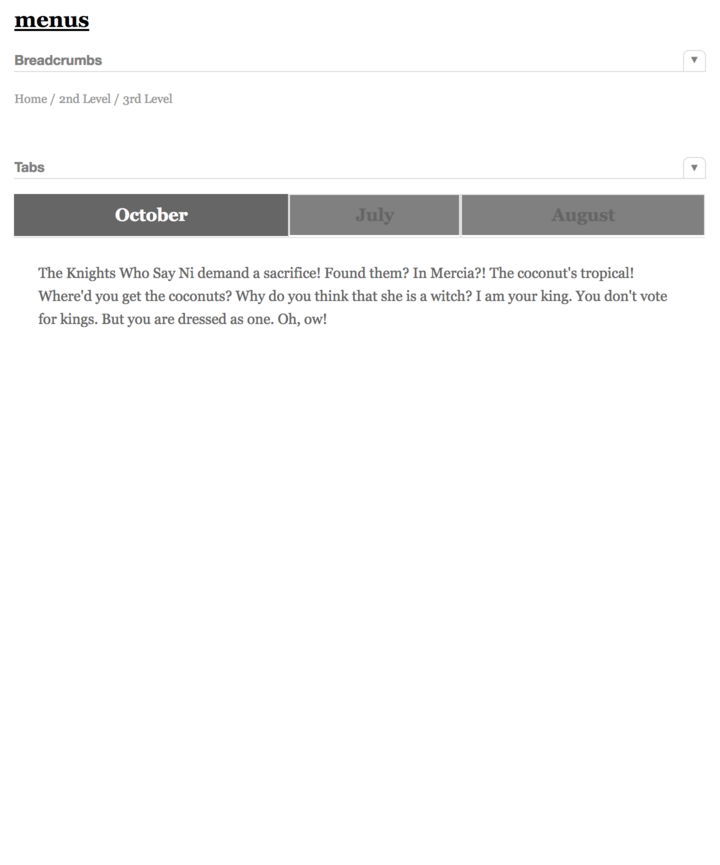 menus
Breadcrumbs
▼
Home / 2nd Level / 3rd Level
Tabs
▼
October July August
The Knights Who Say Ni demand a sacrifice! Found them? In Mercia?! The coconut's tropical!
Where'd you get the coconuts? Why do you think that she is a witch? I am your king. You don't vote
for kings. But you are dressed as one. Oh, ow!